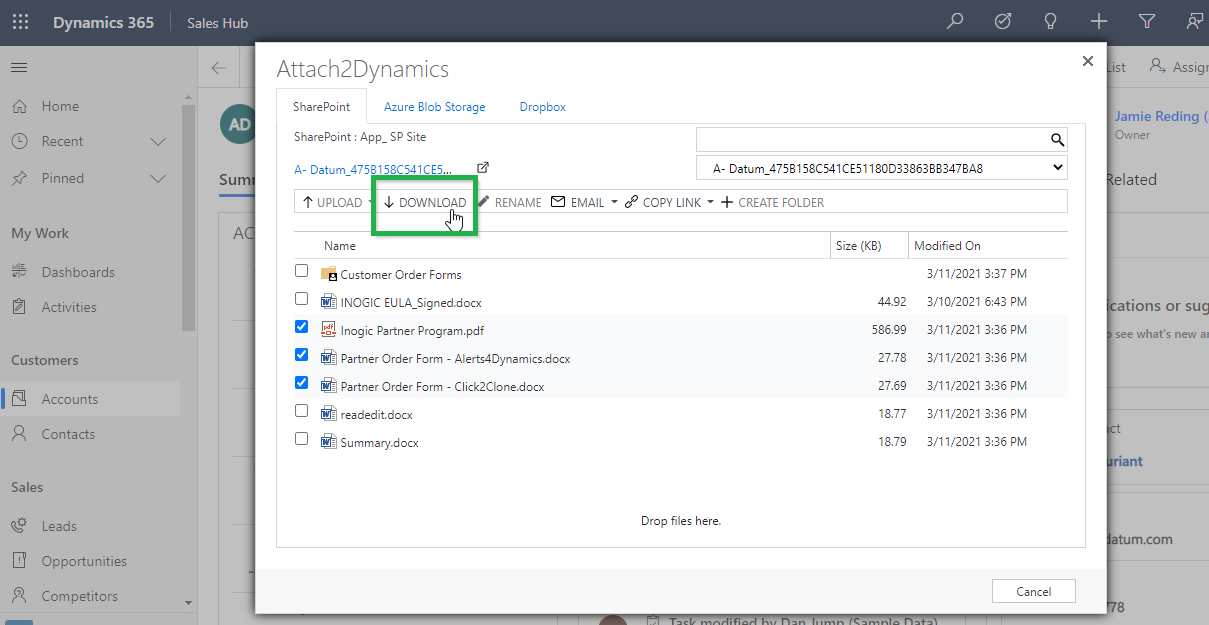 Dynamics 365 Sales Hub
Home
Recent
Pinned
My Work
Dashboards
Activities
Customers
Accounts
Contacts
Sales
Leads
Opportunities
Competitors
AD
Summ
AC
Attach2Dynamics
SharePoint Azure Blob Storage Dropbox
SharePoint : App_ SP Site
A- Datum_475B158C541CE5... A- Datum_475B158C541CE51180D33863BB347BA8
UPLOAD DOWNLOAD RENAME EMAIL COPY LINK CREATE FOLDER
Name Size (KB) Modified On
Customer Order Forms 3/11/2021 3:37 PM
INOGIC EULA_Signed.docx 44.92 3/10/2021 6:43 PM
pdf Inogic Partner Program.pdf 586.99 3/11/2021 3:36 PM
Partner Order Form - Alerts4Dynamics.docx 27.78 3/11/2021 3:36 PM
Partner Order Form - Click2Clone.docx 27.69 3/11/2021 3:36 PM
readedit.docx 18.77 3/11/2021 3:36 PM
Summary.docx 18.79 3/11/2021 3:36 PM
Drop files here.
Cancel
List Assign
Jamie Reding (
Owner
Related
ications or sug
o see what's new an
ct
uriant
datum.com
778
Task modified by Dan Jump (Sample Data)